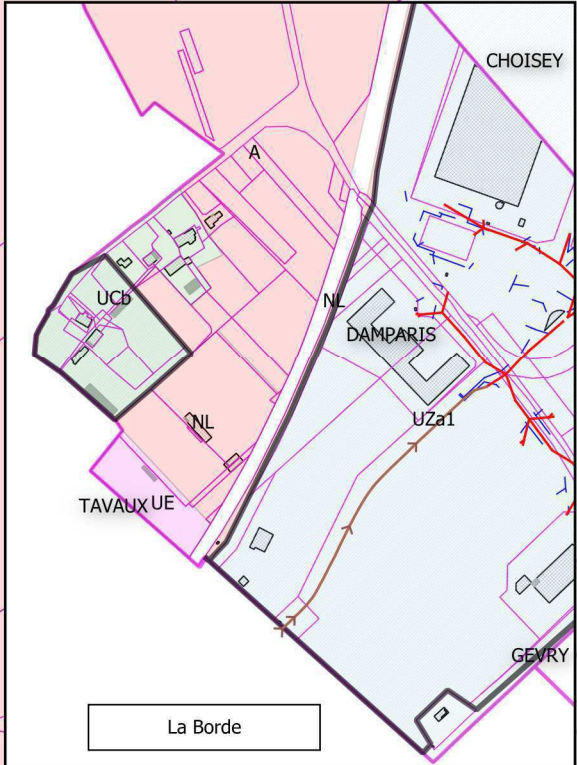 CHOISEY
A
UCb
NL
DAMPARIS
UZa1
NL
TAVAUX UE
GEVRY
La Borde